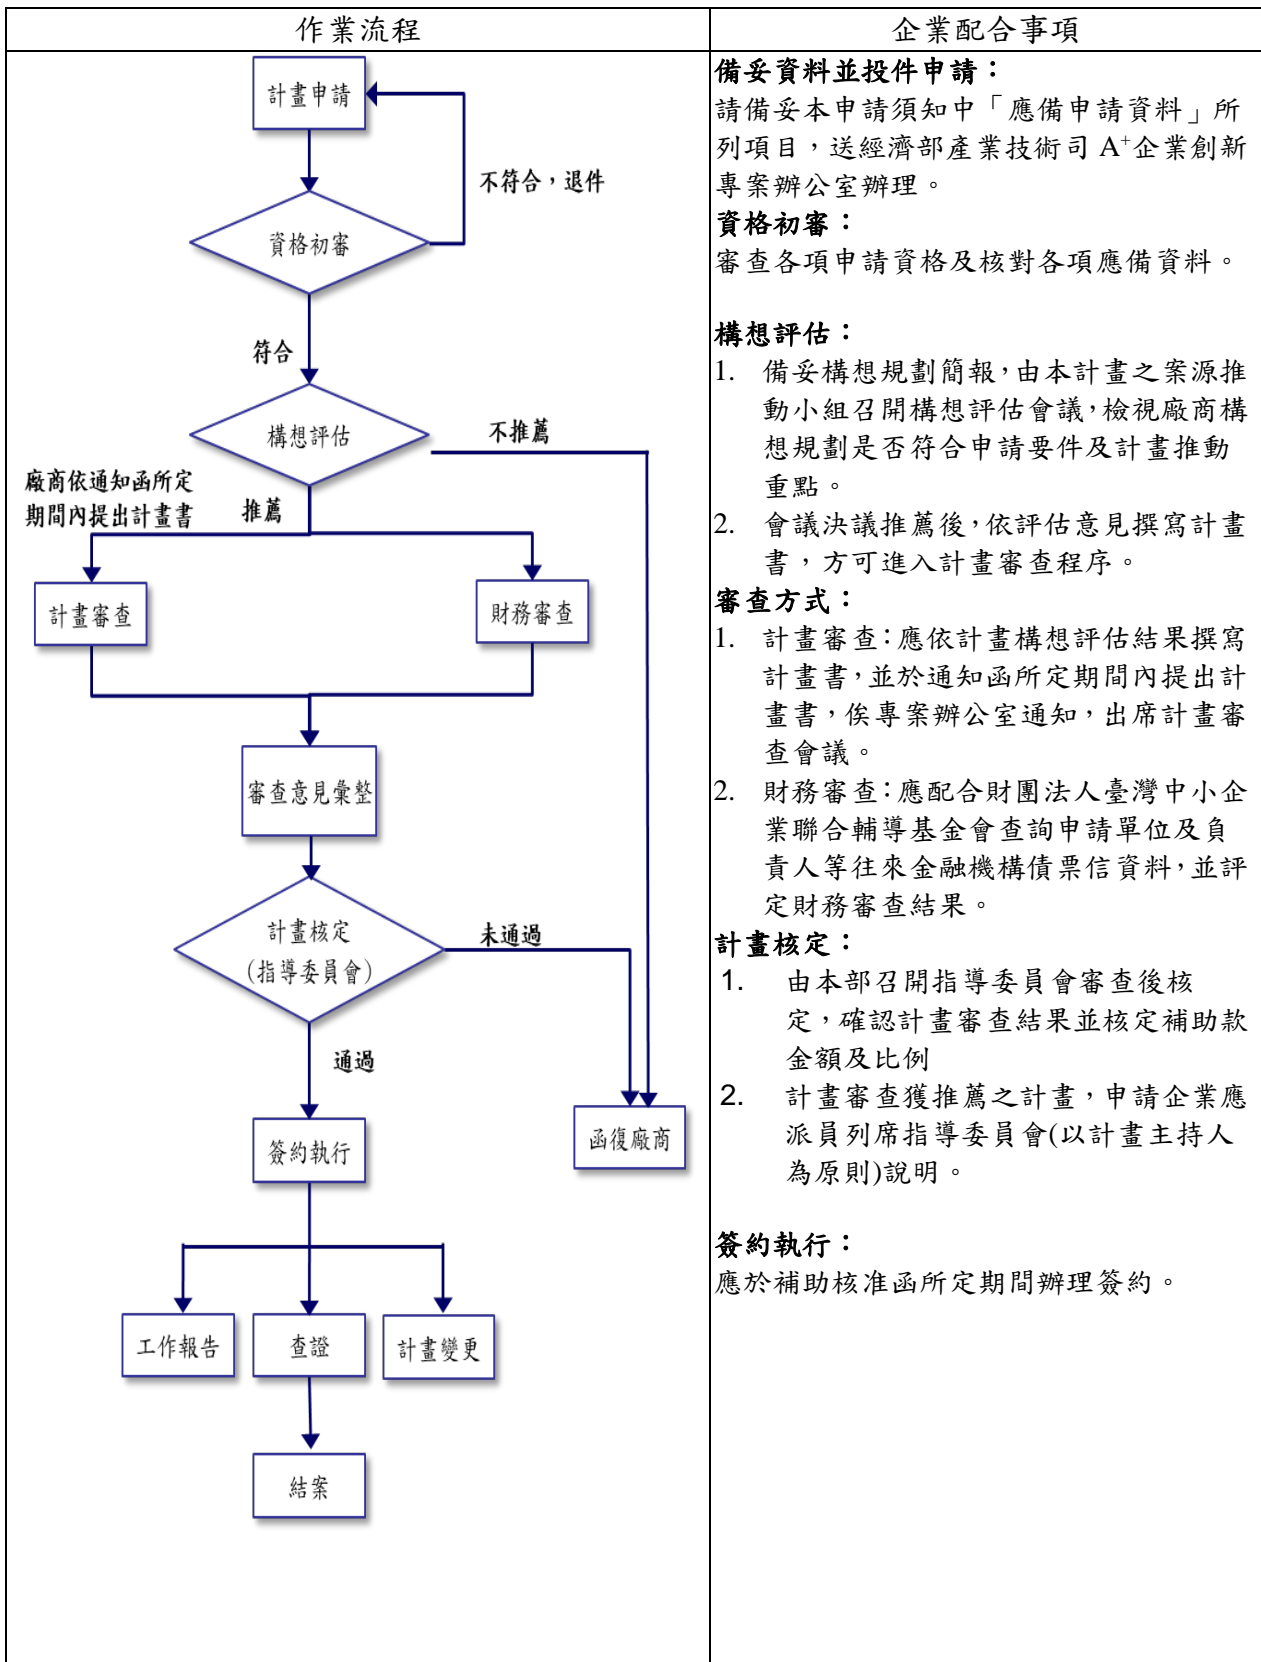 作業流程
企業配合事項
計畫申請
不符合，退件
資格初審
符合
構想評估
不推薦
廠商依通知函所定
期間內提出計畫書
推薦
計畫審查
財務審查
審查意見彙整
計畫核定
(指導委員會)
未通過
通過
簽約執行
函復廠商
工作報告
查證
計畫變更
結案
備妥資料並投件申請：
請備妥本申請須知中「應備申請資料」所
列項目，送經濟部產業技術司 A⁺企業創新
專案辦公室辦理。
資格初審：
審查各項申請資格及核對各項應備資料。
構想評估：
1. 備妥構想規劃簡報，由本計畫之案源推
動小組召開構想評估會議，檢視廠商構
想規劃是否符合申請要件及計畫推動
重點。
2. 會議決議推薦後，依評估意見撰寫計畫
書，方可進入計畫審查程序。
審查方式：
1. 計畫審查：應依計畫構想評估結果撰寫
計畫書，並於通知函所定期間內提出計
畫書，俟專案辦公室通知，出席計畫審
查會議。
2. 財務審查：應配合財團法人臺灣中小企
業聯合輔導基金會查詢申請單位及負
責人等往來金融機構債票信資料，並評
定財務審查結果。
計畫核定：
1. 由本部召開指導委員會審查後核
定，確認計畫審查結果並核定補助款
金額及比例
2. 計畫審查獲推薦之計畫，申請企業應
派員列席指導委員會(以計畫主持人
為原則)說明。
簽約執行：
應於補助核准函所定期間辦理簽約。